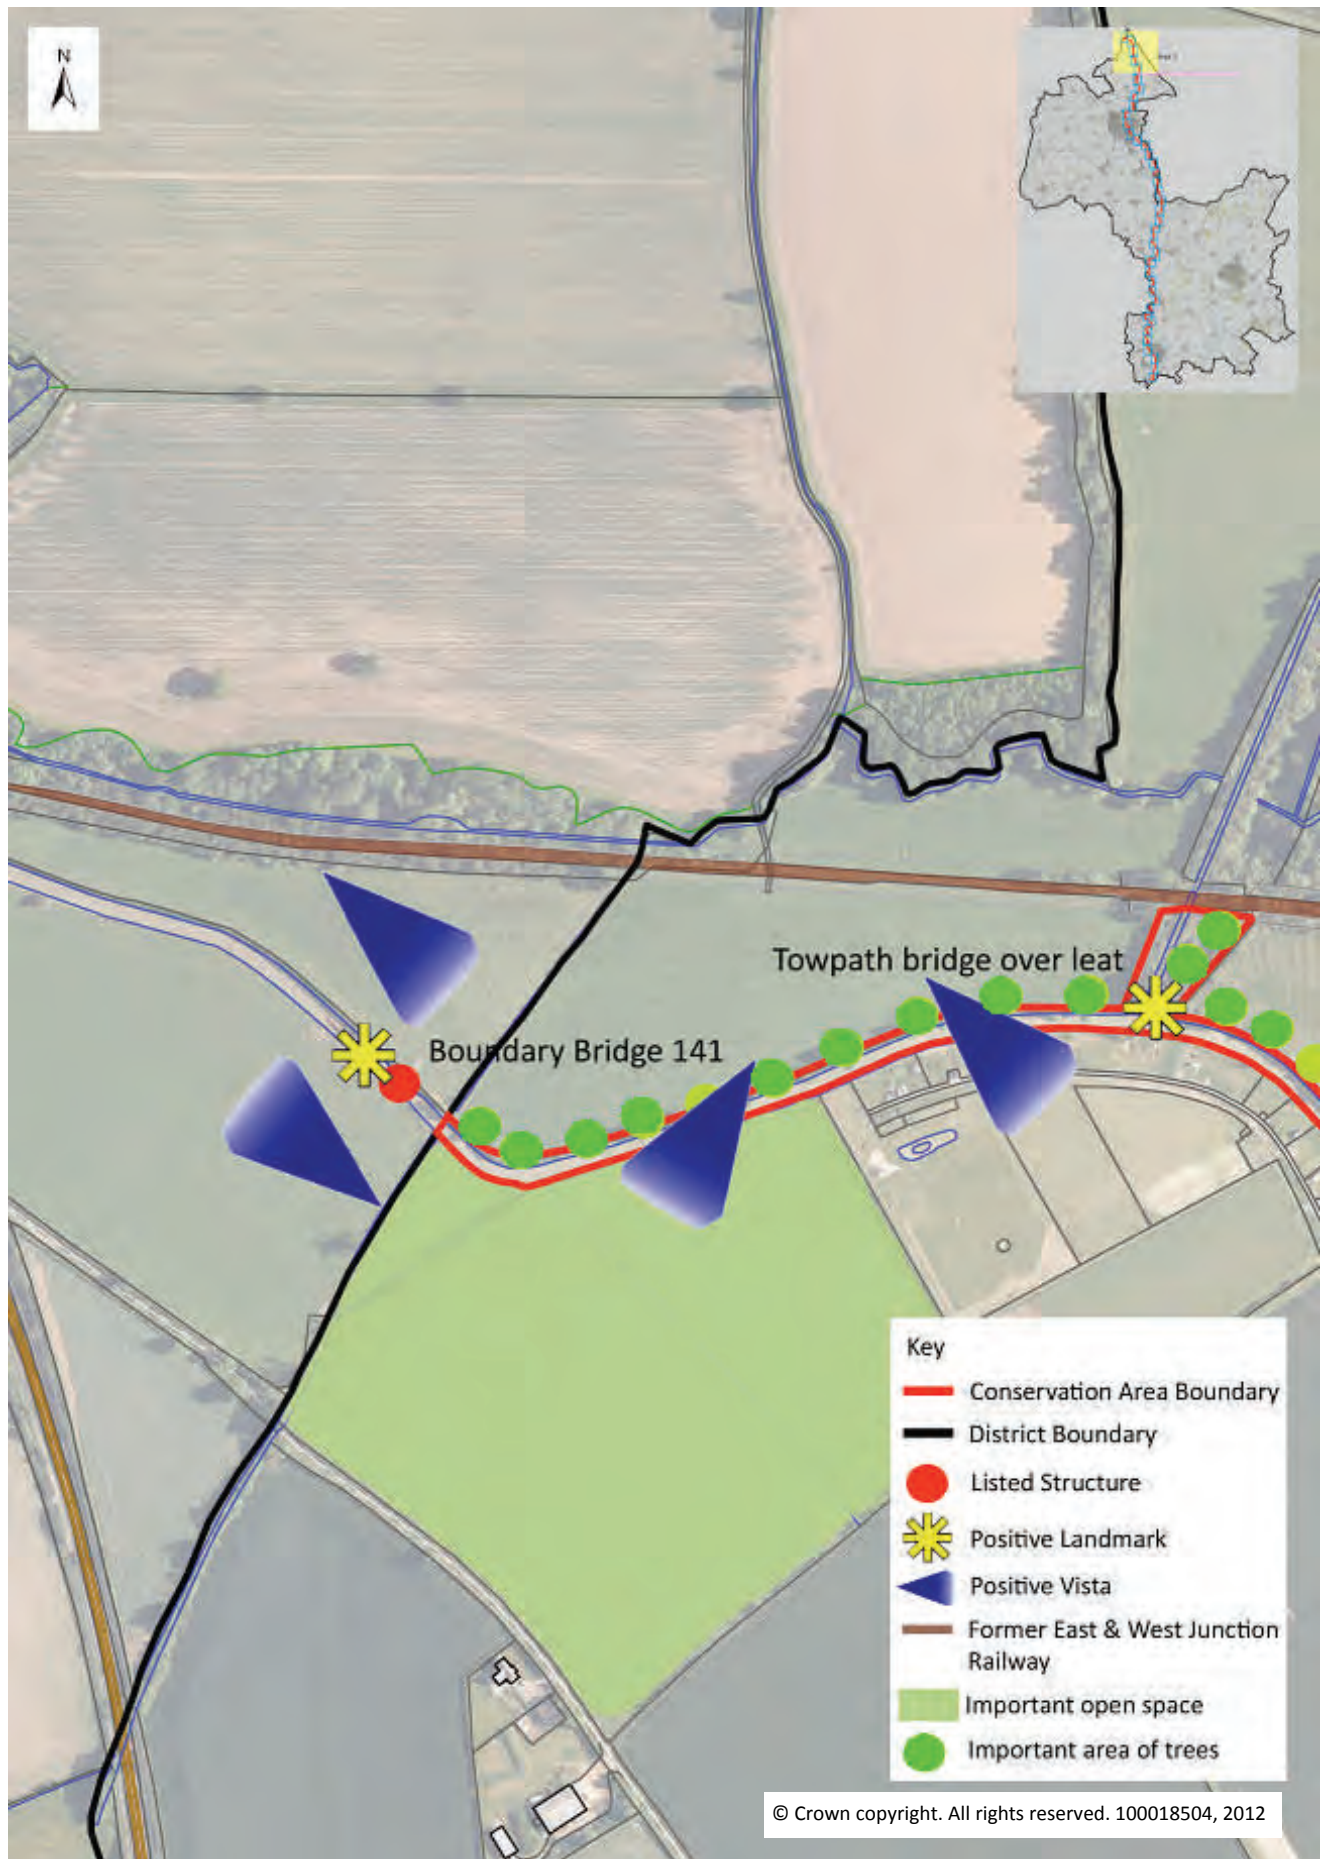 N
Towpath bridge over leat
Boundary Bridge 141
Key
Conservation Area Boundary
District Boundary
Listed Structure
Positive Landmark
Positive Vista
Former East & West Junction
Railway
Important open space
Important area of trees
© Crown copyright. All rights reserved. 100018504, 2012